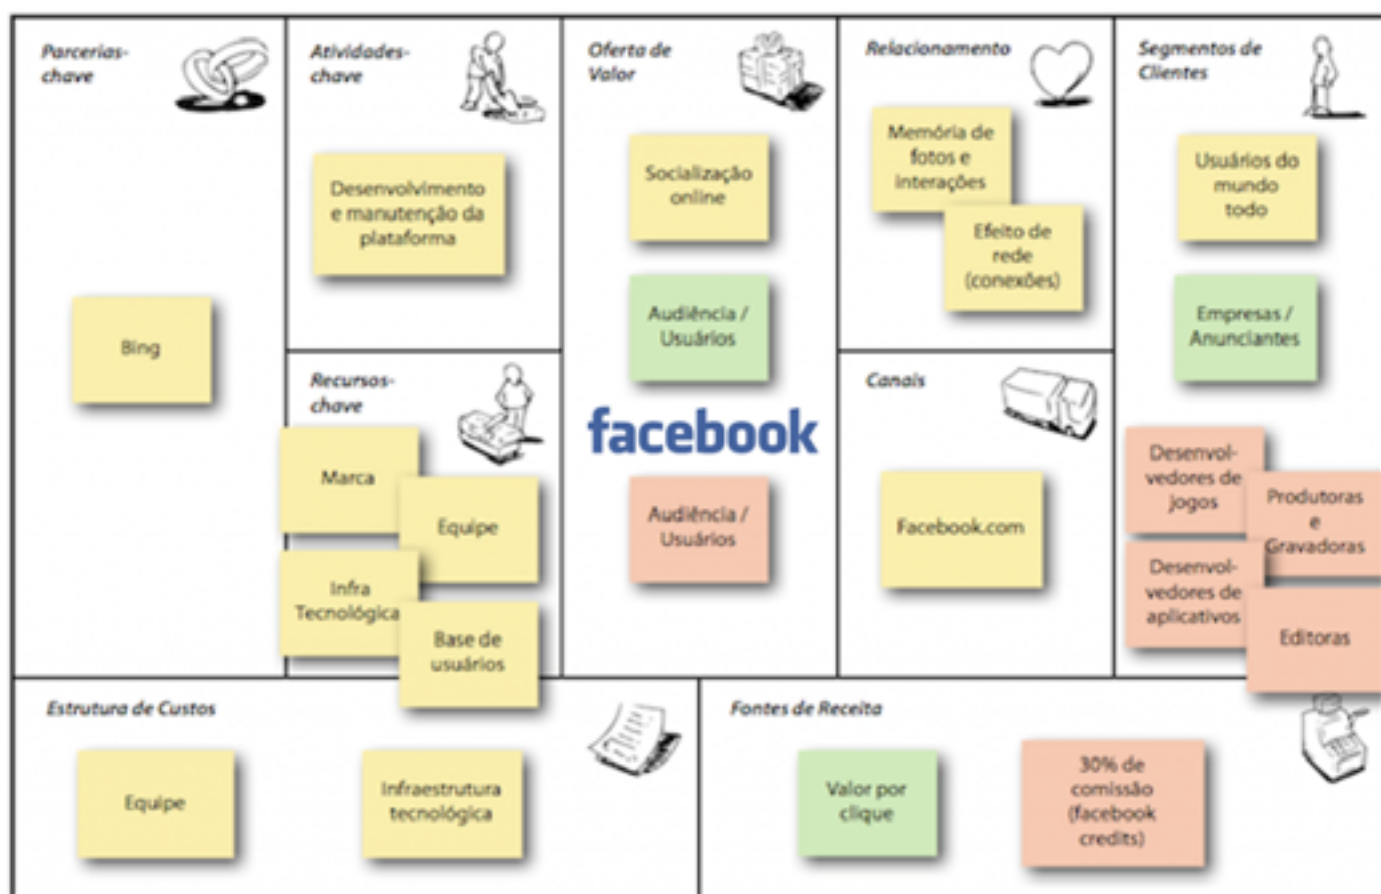 Parcerias-
chave
Bing
Atividades-
chave
Desenvolvimento
e manutenção da
plataforma
Recursos-
chave
Marca
Equipe
Infra
Tecnológica
Base de
usuários
Oferta de
Valor
Socialização
online
Audiência /
Usuários
facebook
Audiência /
Usuários
Relacionamento
Memória de
fotos e
interações
Efeito de
rede
(conexões)
Canais
Facebook.com
Segmentos de
Clientes
Usuários do
mundo
todo
Empresas /
Anunciantes
Desenvol-
vedores de
jogos
Produtoras
e
Gravadoras
Desenvol-
vedores de
aplicativos
Editoras
Estrutura de Custos
Equipe
Infraestrutura
tecnológica
Fontes de Receita
Valor por
clique
30% de
comissão
(facebook
credits)